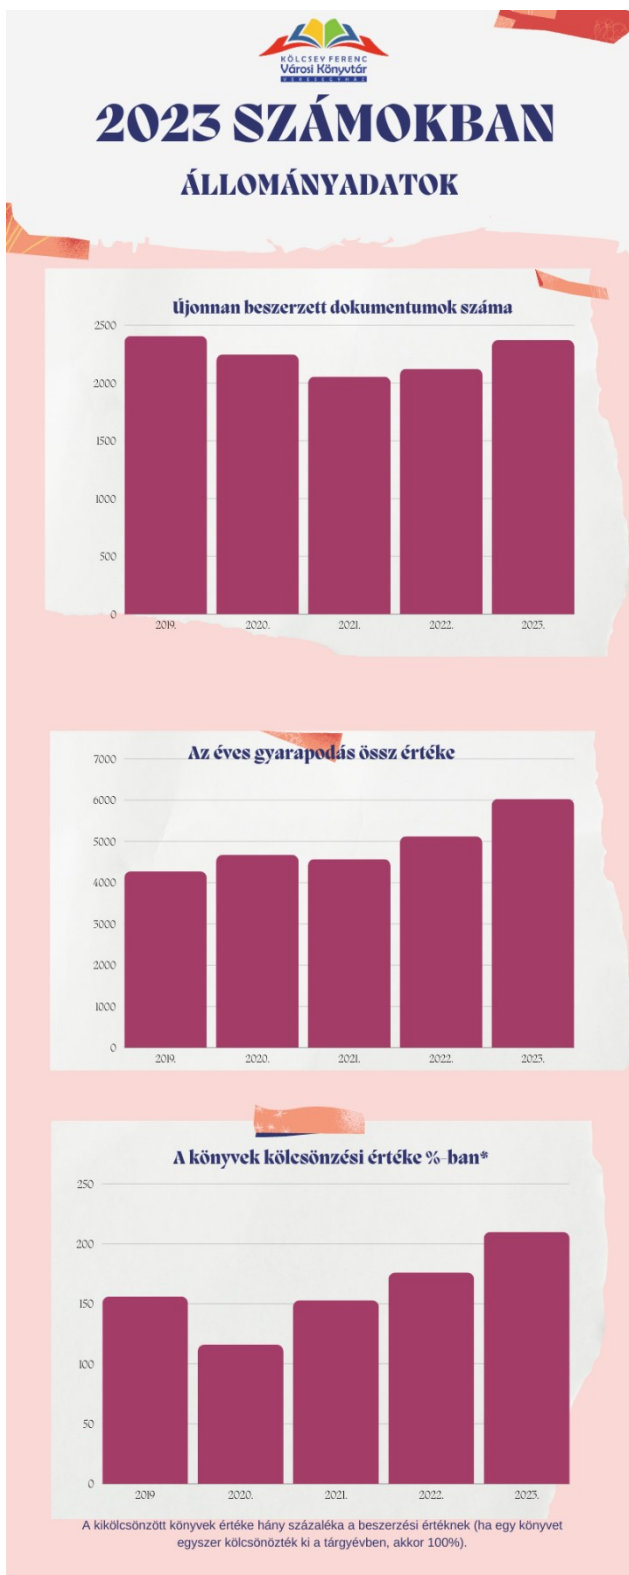 KÖLCSEY FERENC
Városi Könyvtár
VERESEGYHÁZ
2023 SZÁMOKBAN
ÁLLOMÁNYADATOK
Újonnan beszerzett dokumentumok száma
2500
2000
1500
1000
500
0
2019. 2020. 2021. 2022. 2023.
Az éves gyarapodás össz értéke
7000
6000
5000
4000
3000
2000
1000
0
2019. 2020. 2021. 2022. 2023.
A könyvek kölcsönzési értéke %-ban*
250
200
150
100
50
0
2019 2020. 2021. 2022. 2023.
A kikölcsönzött könyvek értéke hány százaléka a beszerzési értéknek (ha egy könyvet
egyszer kölcsönözték ki a tárgyévben, akkor 100%).